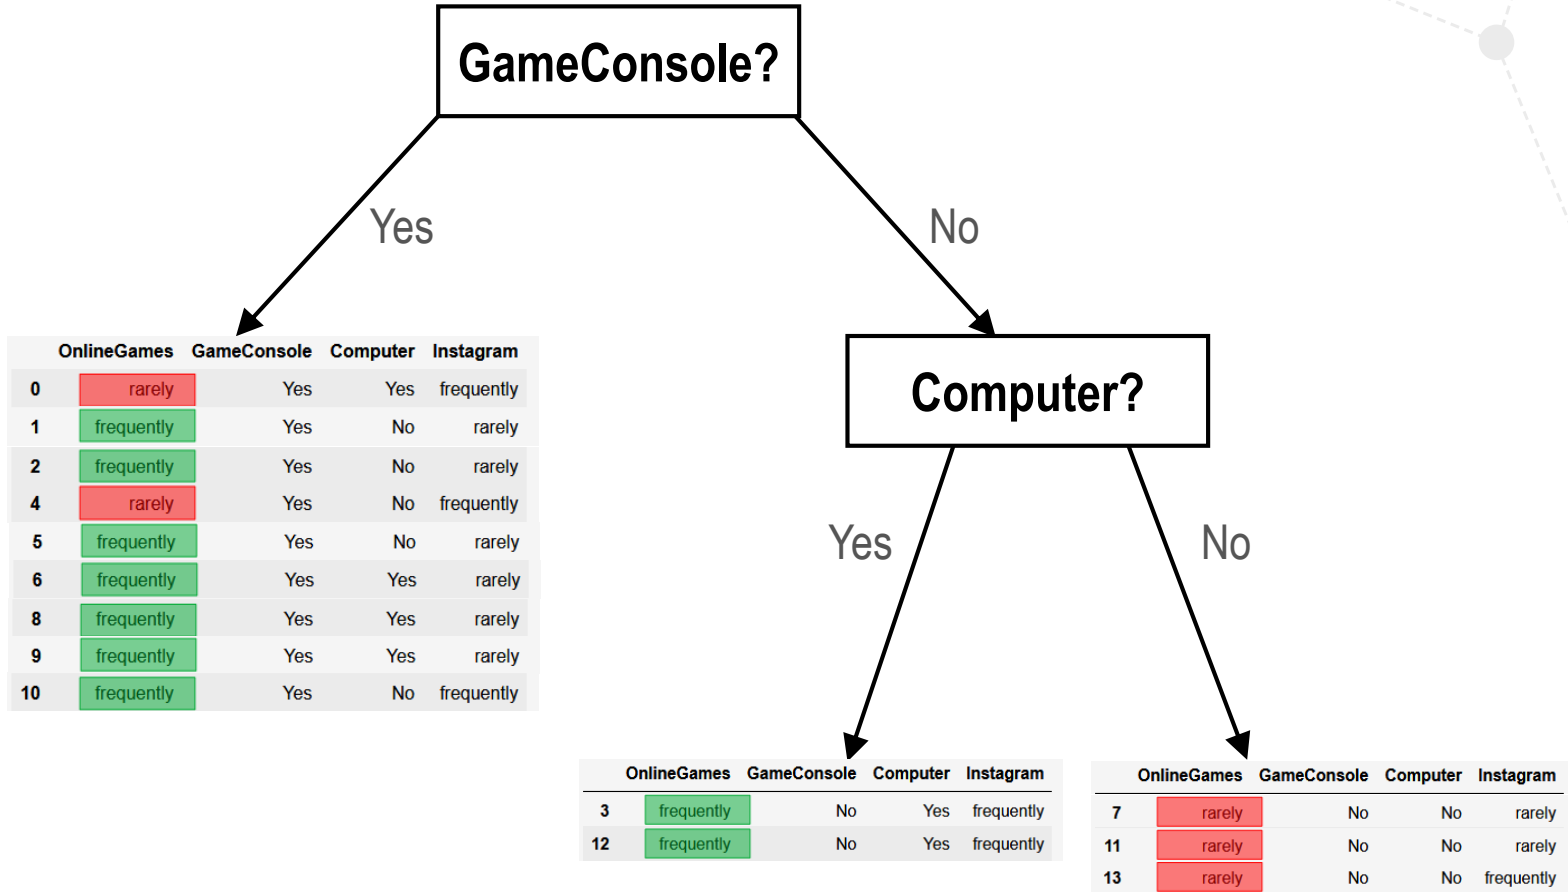 GameConsole?
Yes
No
OnlineGames GameConsole Computer Instagram
0 rarely Yes Yes frequently
1 frequently Yes No rarely
2 frequently Yes No rarely
4 rarely Yes No frequently
5 frequently Yes No rarely
6 frequently Yes Yes rarely
8 frequently Yes Yes rarely
9 frequently Yes Yes rarely
10 frequently Yes No frequently
Computer?
Yes
No
OnlineGames GameConsole Computer Instagram
3 frequently No Yes frequently
12 frequently No Yes frequently
OnlineGames GameConsole Computer Instagram
7 rarely No No rarely
11 rarely No No rarely
13 rarely No No frequently